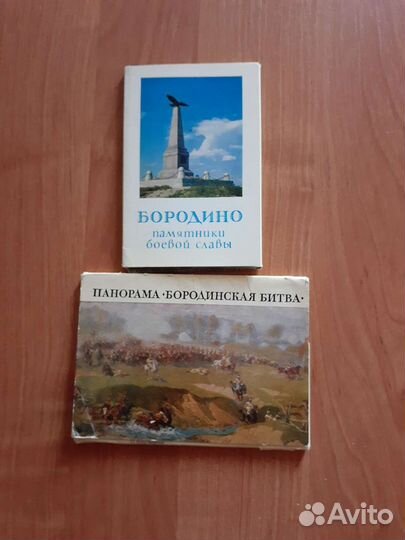 БОРОДИНО
памятники
боевой славы
ПАНОРАМА·БОРОДИНСКАЯ БИТВА·
Avito